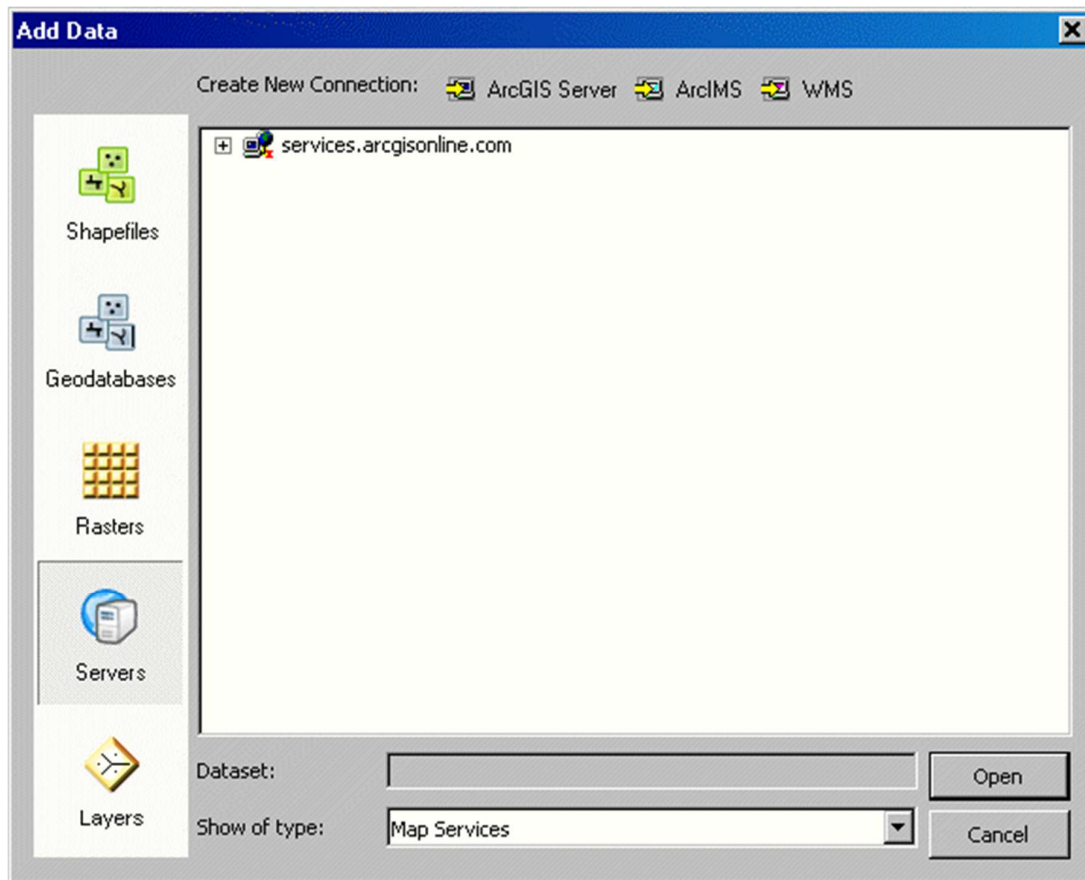 Add Data
Create New Connection: ArcGIS Server ArcIMS WMS
services.arcgisonline.com
Shapefiles
Geodatabases
Rasters
Servers
Layers
Dataset:
Open
Show of type: Map Services
Cancel